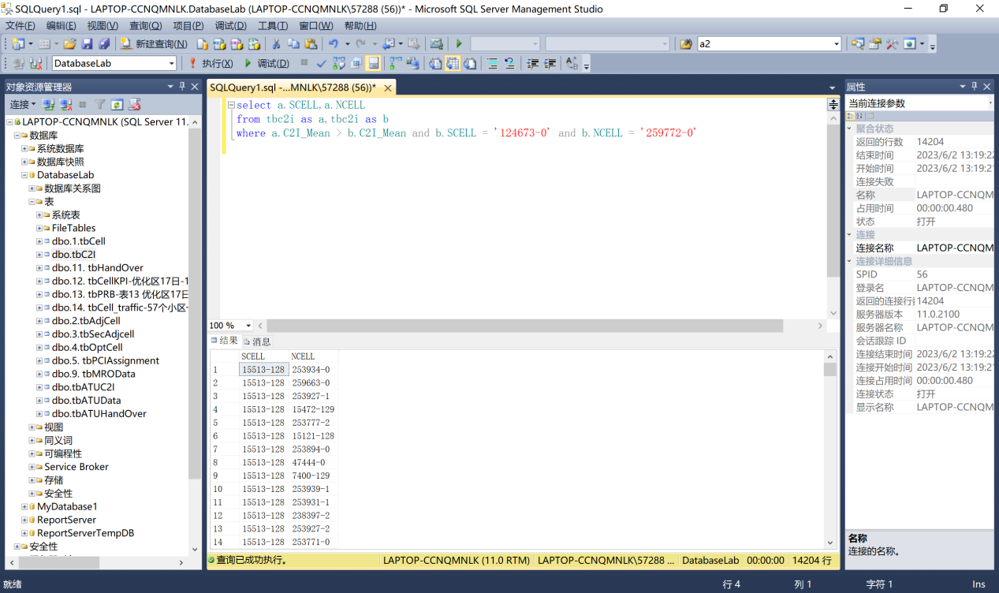 SQLQuery1.sql - LAPTOP-CCNQMNLK.DatabaseLab (LAPTOP-CCNQMNLK\57288 (56))* - Microsoft SQL Server Management Studio
文件(F) 编辑(E) 视图(V) 查询(Q) 项目(P) 调试(D) 工具(T) 窗口(W) 帮助(H)
新建查询(N) a2
DatabaseLab 执行(X) 调试(D)
对象资源管理器
连接
LAPTOP-CCNQMNLK (SQL Server 11.
数据库
系统数据库
数据库快照
DatabaseLab
数据库关系图
表
系统表
FileTables
dbo.1.tbCell
dbo.tbC2I
dbo.11. tbHandOver
dbo.12. tbCellKPI-优化区17日-1
dbo.13. tbPRB-表13 优化区17日
dbo.14. tbCell_traffic-57个小区-
dbo.2.tbAdjCell
dbo.3.tbSecAdjcell
dbo.4.tbOptCell
dbo.5. tbPCIAssignment
dbo.9. tbMROData
dbo.tbATUC2I
dbo.tbATUData
dbo.tbATUHandOver
视图
同义词
可编程性
Service Broker
存储
安全性
MyDatabase1
ReportServer
ReportServerTempDB
安全性
SQLQuery1.sql -...MNLK\57288 (56))*
select a.SCELL,a.NCELL
from tbc2i as a,tbc2i as b
where a.C2I_Mean > b.C2I_Mean and b.SCELL = '124673-0' and b.NCELL = '259772-0'
100 %
结果 消息
SCELL NCELL
1 15513-128 253934-0
2 15513-128 259663-0
3 15513-128 253927-1
4 15513-128 15472-129
5 15513-128 253777-2
6 15513-128 15121-128
7 15513-128 253894-0
8 15513-128 47444-0
9 15513-128 7400-129
10 15513-128 253939-1
11 15513-128 253931-1
12 15513-128 238397-2
13 15513-128 253927-2
14 15513-128 253771-0
查询已成功执行。 LAPTOP-CCNQMNLK (11.0 RTM) LAPTOP-CCNQMNLK\57288 ... DatabaseLab 00:00:00 14204 行
属性
当前连接参数
聚合状态
返回的行数 14204
结束时间 2023/6/2 13:19:22
开始时间 2023/6/2 13:19:21
连接失败
名称 LAPTOP-CCNQM
占用时间 00:00:00.480
状态 打开
连接
连接名称 LAPTOP-CCNQM
连接详细信息
SPID 56
登录名 LAPTOP-CCNQM
返回的连接行数 14204
服务器版本 11.0.2100
服务器名称 LAPTOP-CCNQM
会话跟踪 ID
连接结束时间 2023/6/2 13:19:22
连接开始时间 2023/6/2 13:19:21
连接占用时间 00:00:00.480
连接状态 打开
显示名称 LAPTOP-CCNQM
名称
连接的名称。
就绪 行 4 列 1 字符 1 Ins